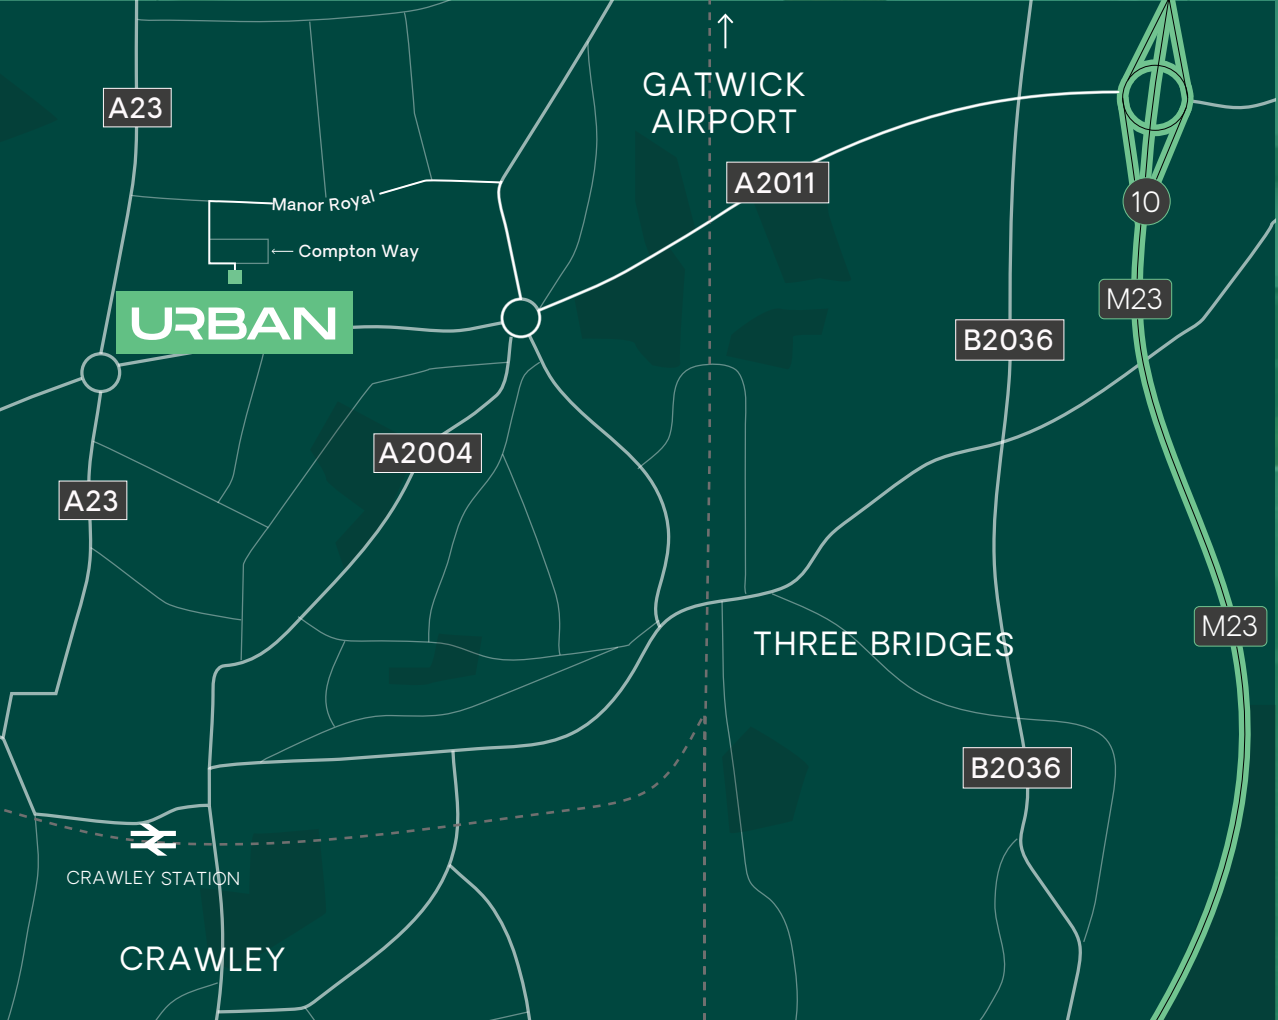 GATWICK
AIRPORT
A23
A2011
Manor Royal
10
Compton Way
M23
URBAN
B2036
A2004
A23
M23
THREE BRIDGES
B2036
CRAWLEY STATION
CRAWLEY